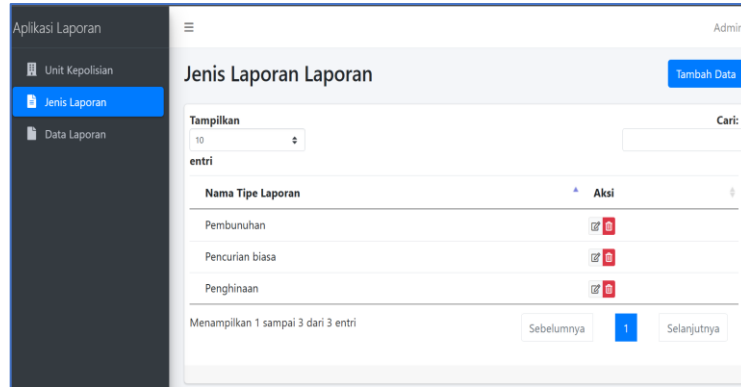 Aplikasi Laporan
Admin
Unit Kepolisian
Jenis Laporan
Data Laporan
Jenis Laporan Laporan
Tambah Data
Tampilkan
Cari:
10
entri
Nama Tipe Laporan Aksi
Pembunuhan
Pencurian biasa
Penghinaan
Menampilkan 1 sampai 3 dari 3 entri
Sebelumnya 1 Selanjutnya